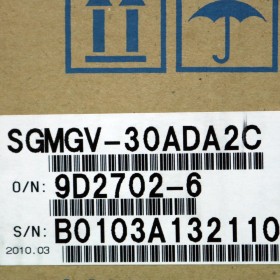 SGMGV-30ADA2C
O/N: 9D2702-6
S/N: B0103A132110
2010.03